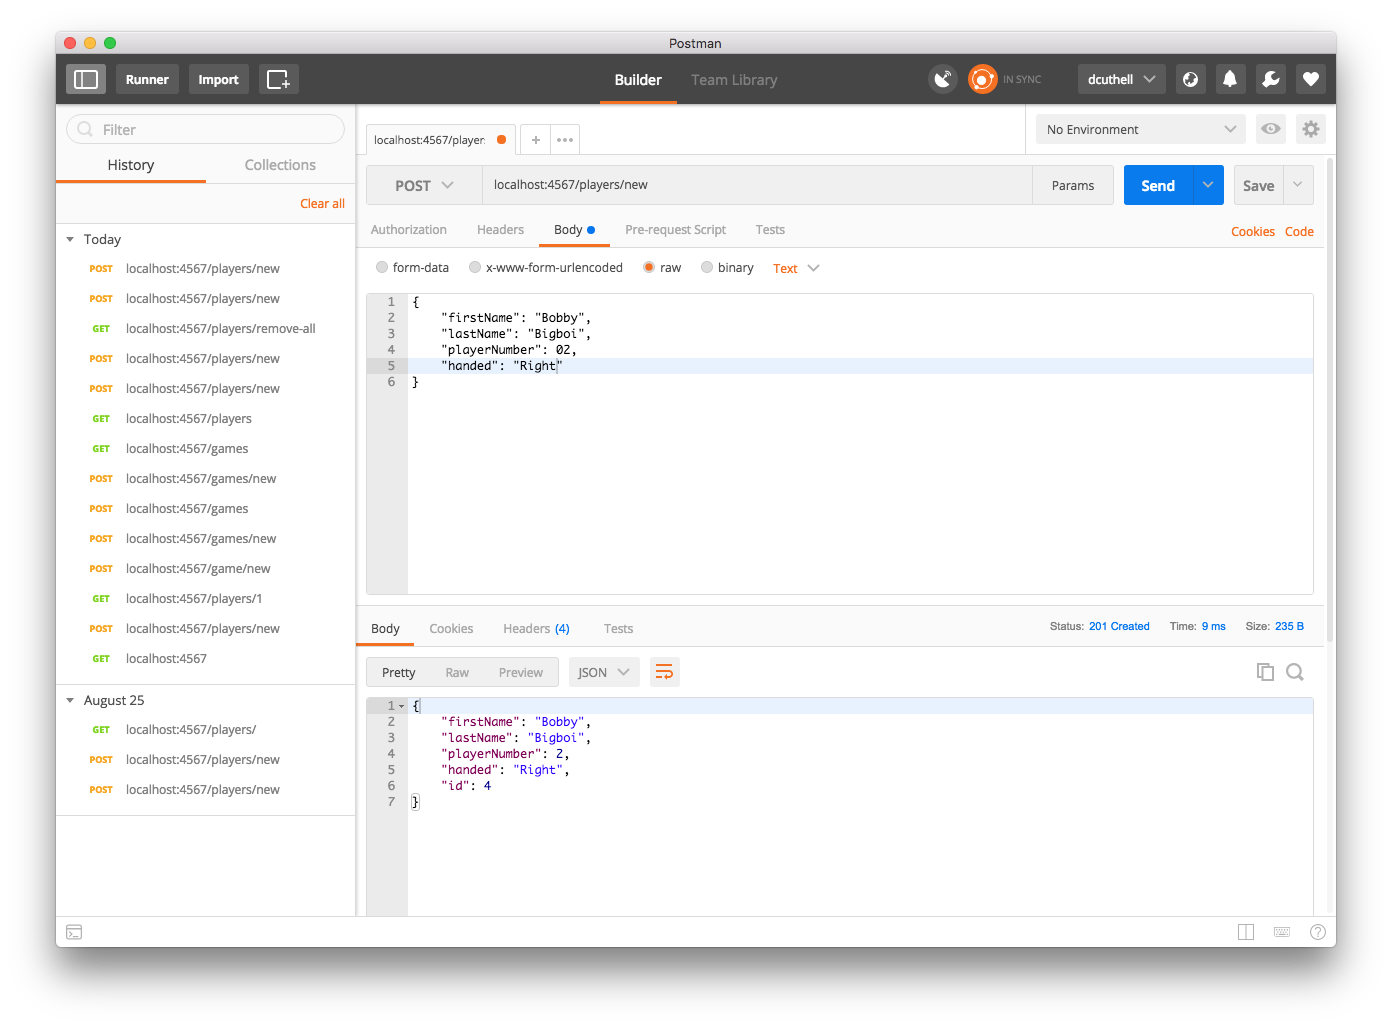 Postman
Runner
Import
Builder
Team Library
IN SYNC
dcuthell
Filter
History
Collections
Clear all
Today
POST localhost:4567/players/new
POST localhost:4567/players/new
GET localhost:4567/players/remove-all
POST localhost:4567/players/new
POST localhost:4567/players/new
GET localhost:4567/players
GET localhost:4567/games
POST localhost:4567/games/new
POST localhost:4567/games
POST localhost:4567/games/new
POST localhost:4567/game/new
GET localhost:4567/players/1
POST localhost:4567/players/new
GET localhost:4567
August 25
GET localhost:4567/players/
POST localhost:4567/players/new
POST localhost:4567/players/new
localhost:4567/player
+
•••
No Environment
POST
localhost:4567/players/new
Params
Send
Save
Authorization
Headers
Body
Pre-request Script
Tests
Cookies
Code
form-data
x-www-form-urlencoded
raw
binary
Text
1 {
2 "firstName": "Bobby",
3 "lastName": "Bigboi",
4 "playerNumber": 02,
5 "handed": "Right"
6 }
Body
Cookies
Headers (4)
Tests
Status: 201 Created
Time: 9 ms
Size: 235 B
Pretty
Raw
Preview
JSON
1 {
2 "firstName": "Bobby",
3 "lastName": "Bigboi",
4 "playerNumber": 2,
5 "handed": "Right",
6 "id": 4
7 }